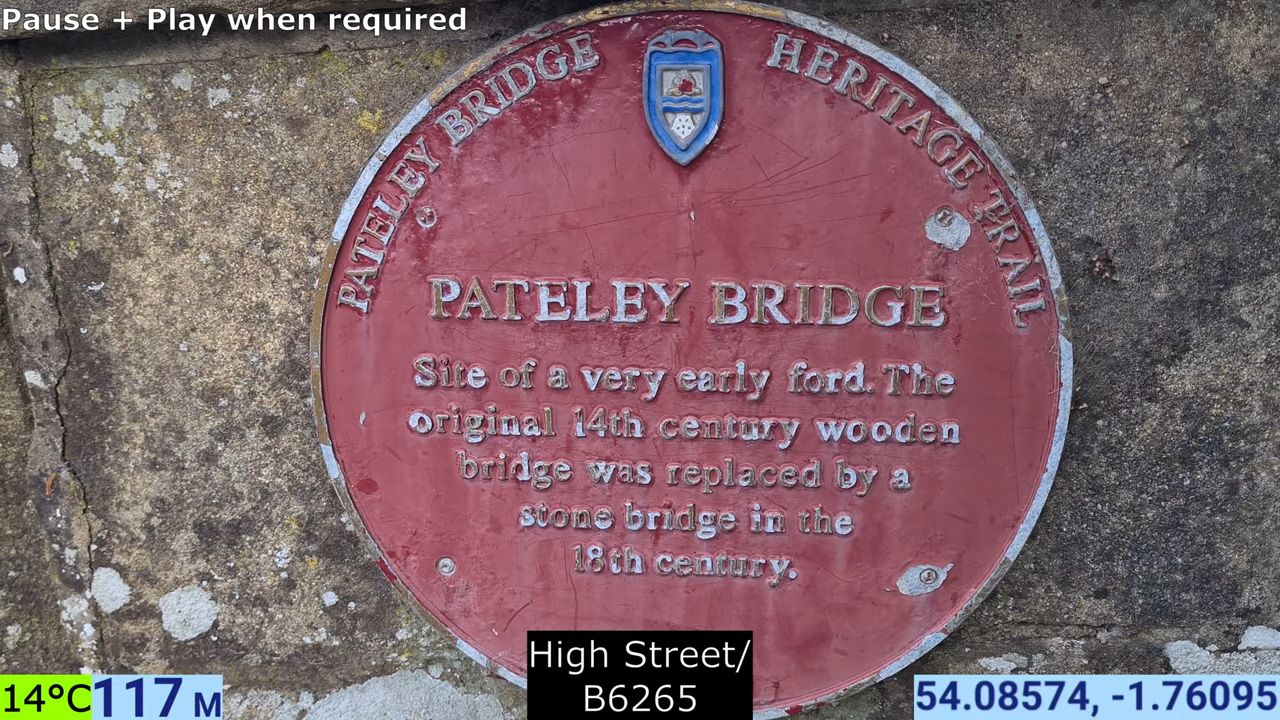 Pause + Play when required
PATELEY BRIDGE HERITAGE TRAIL
PATELEY BRIDGE
Site of a very early ford. The
original 14th century wooden
bridge was replaced by a
stone bridge in the
18th century.
High Street/
B6265
14°C
117 M
54.08574, -1.76095